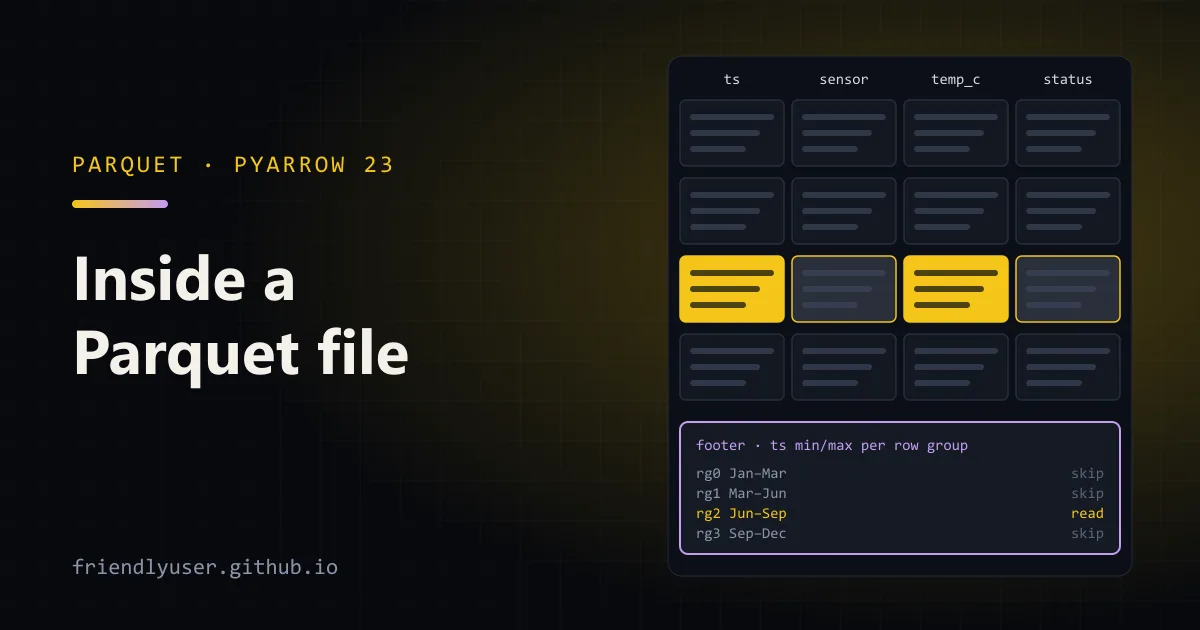 PARQUET · PYARROW 23
Inside a
Parquet file
friendlyuser.github.io
ts sensor temp_c status
footer · ts min/max per row group
rg0 Jan–Mar skip
rg1 Mar–Jun skip
rg2 Jun–Sep read
rg3 Sep–Dec skip